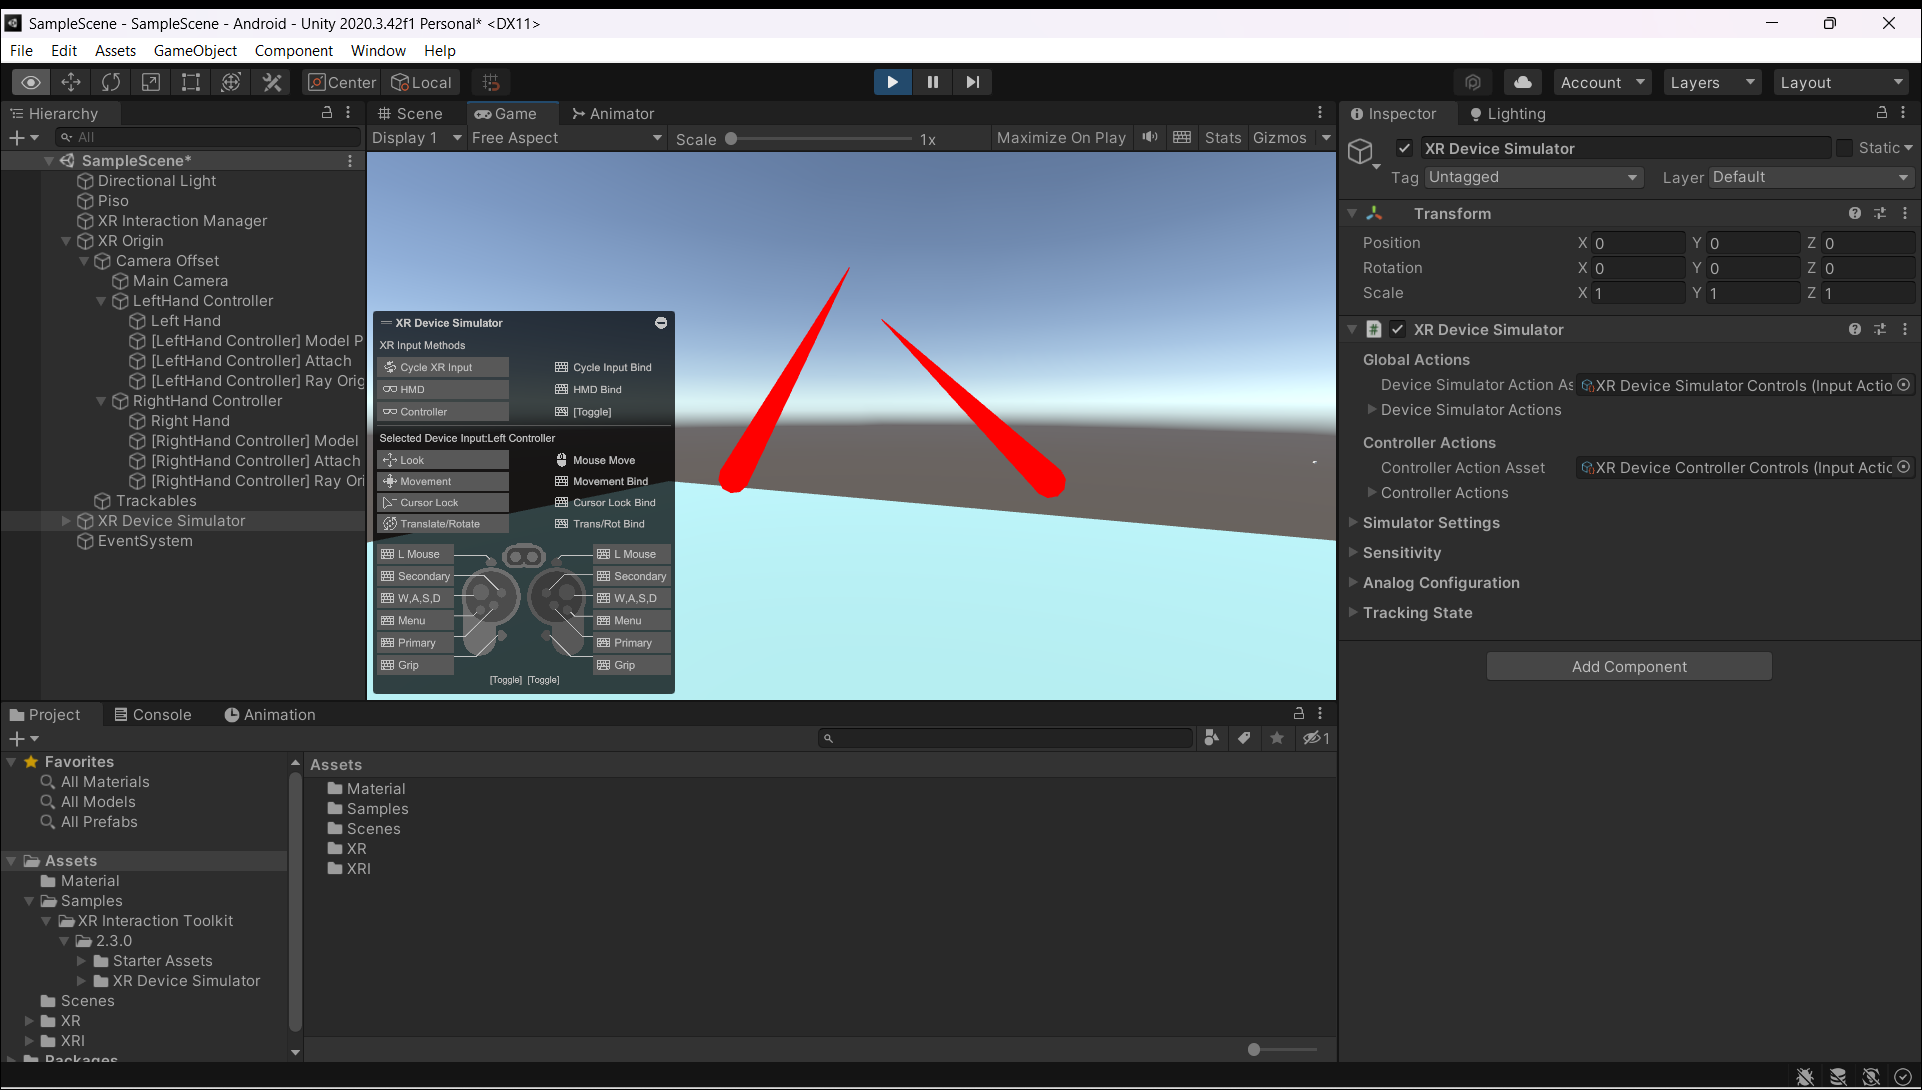 SampleScene - SampleScene - Android - Unity 2020.3.42f1 Personal* <DX11>
File Edit Assets GameObject Component Window Help
Center Local
Account Layers Layout
Hierarchy
All
SampleScene*
Directional Light
Piso
XR Interaction Manager
XR Origin
Camera Offset
Main Camera
LeftHand Controller
Left Hand
[LeftHand Controller] Model P
[LeftHand Controller] Attach
[LeftHand Controller] Ray Orig
RightHand Controller
Right Hand
[RightHand Controller] Model
[RightHand Controller] Attach
[RightHand Controller] Ray Ori
Trackables
XR Device Simulator
EventSystem
Scene Game Animator
Display 1 Free Aspect Scale 1x Maximize On Play Stats Gizmos
XR Device Simulator
XR Input Methods
Cycle XR Input Cycle Input Bind
HMD HMD Bind
Controller [Toggle]
Selected Device Input:Left Controller
Look Mouse Move
Movement Movement Bind
Cursor Lock Cursor Lock Bind
Translate/Rotate Trans/Rot Bind
L Mouse L Mouse
Secondary Secondary
W,A,S,D W,A,S,D
Menu Menu
Primary Primary
Grip Grip
[Toggle] [Toggle]
Inspector Lighting
XR Device Simulator Static
Tag Untagged Layer Default
Transform
Position X 0 Y 0 Z 0
Rotation X 0 Y 0 Z 0
Scale X 1 Y 1 Z 1
# XR Device Simulator
Global Actions
Device Simulator Action As XR Device Simulator Controls (Input Actio
Device Simulator Actions
Controller Actions
Controller Action Asset XR Device Controller Controls (Input Actic
Controller Actions
Simulator Settings
Sensitivity
Analog Configuration
Tracking State
Add Component
Project Console Animation
1
Favorites
All Materials
All Models
All Prefabs
Assets
Material
Samples
XR Interaction Toolkit
2.3.0
Starter Assets
XR Device Simulator
Scenes
XR
XRI
Packages
Assets
Material
Samples
Scenes
XR
XRI